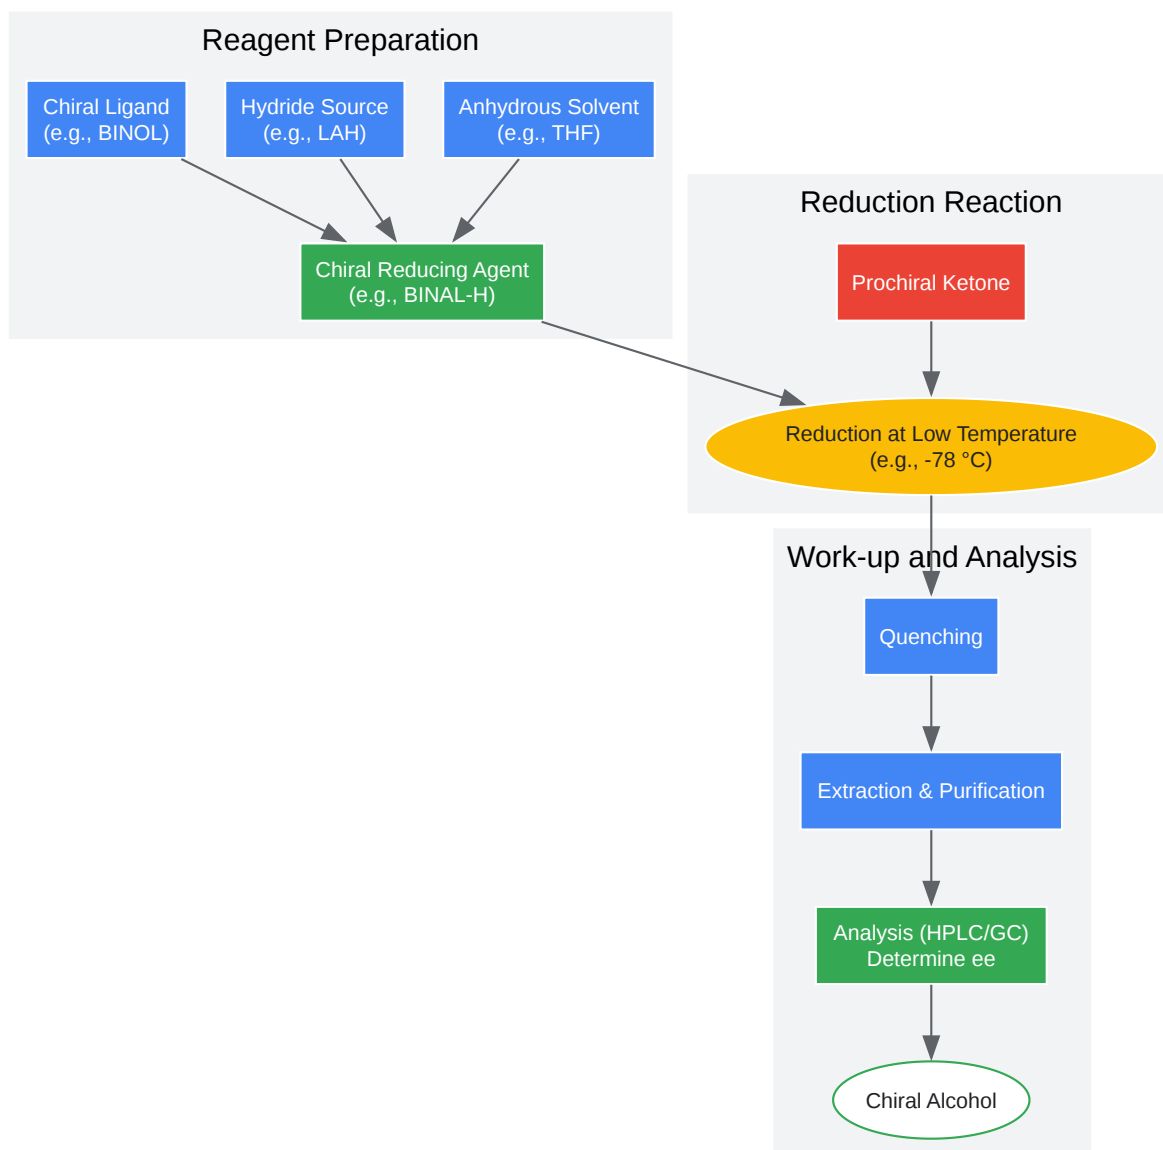 Reagent Preparation
Chiral Ligand
(e.g., BINOL)
Hydride Source
(e.g., LAH)
Anhydrous Solvent
(e.g., THF)
Chiral Reducing Agent
(e.g., BINAL-H)
Reduction Reaction
Prochiral Ketone
Reduction at Low Temperature
(e.g., -78 °C)
Work-up and Analysis
Quenching
Extraction & Purification
Analysis (HPLC/GC)
Determine ee
Chiral Alcohol